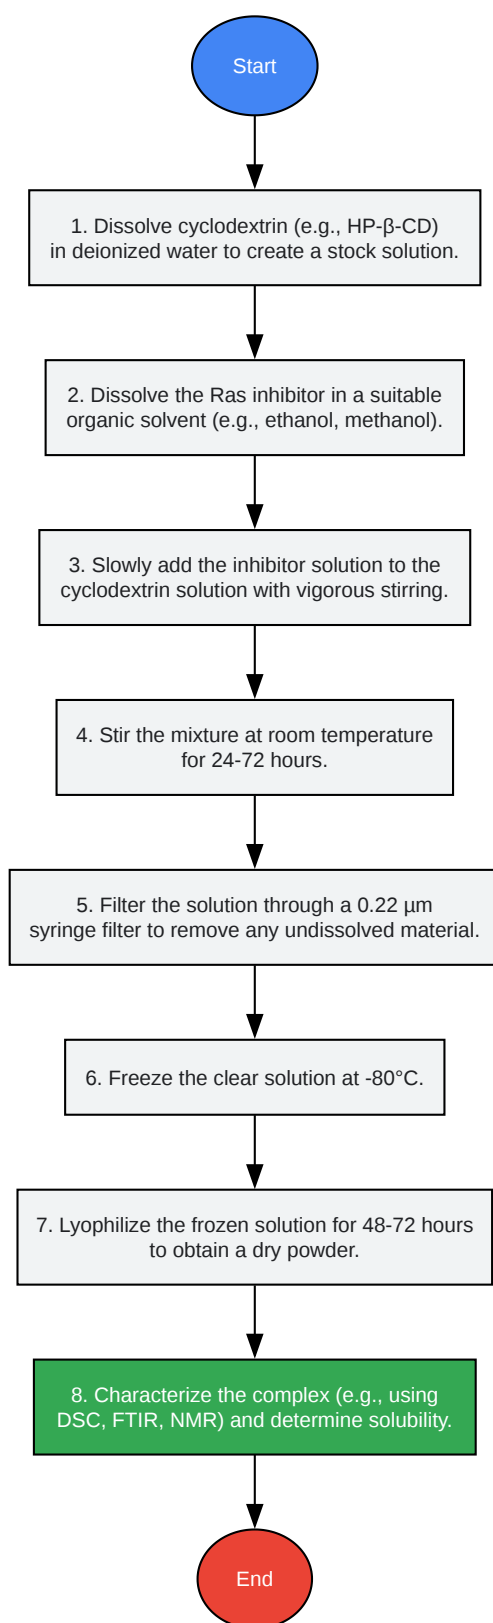 Start
1. Dissolve cyclodextrin (e.g., HP-β-CD)
in deionized water to create a stock solution.
2. Dissolve the Ras inhibitor in a suitable
organic solvent (e.g., ethanol, methanol).
3. Slowly add the inhibitor solution to the
cyclodextrin solution with vigorous stirring.
4. Stir the mixture at room temperature
for 24-72 hours.
5. Filter the solution through a 0.22 µm
syringe filter to remove any undissolved material.
6. Freeze the clear solution at -80°C.
7. Lyophilize the frozen solution for 48-72 hours
to obtain a dry powder.
8. Characterize the complex (e.g., using
DSC, FTIR, NMR) and determine solubility.
End